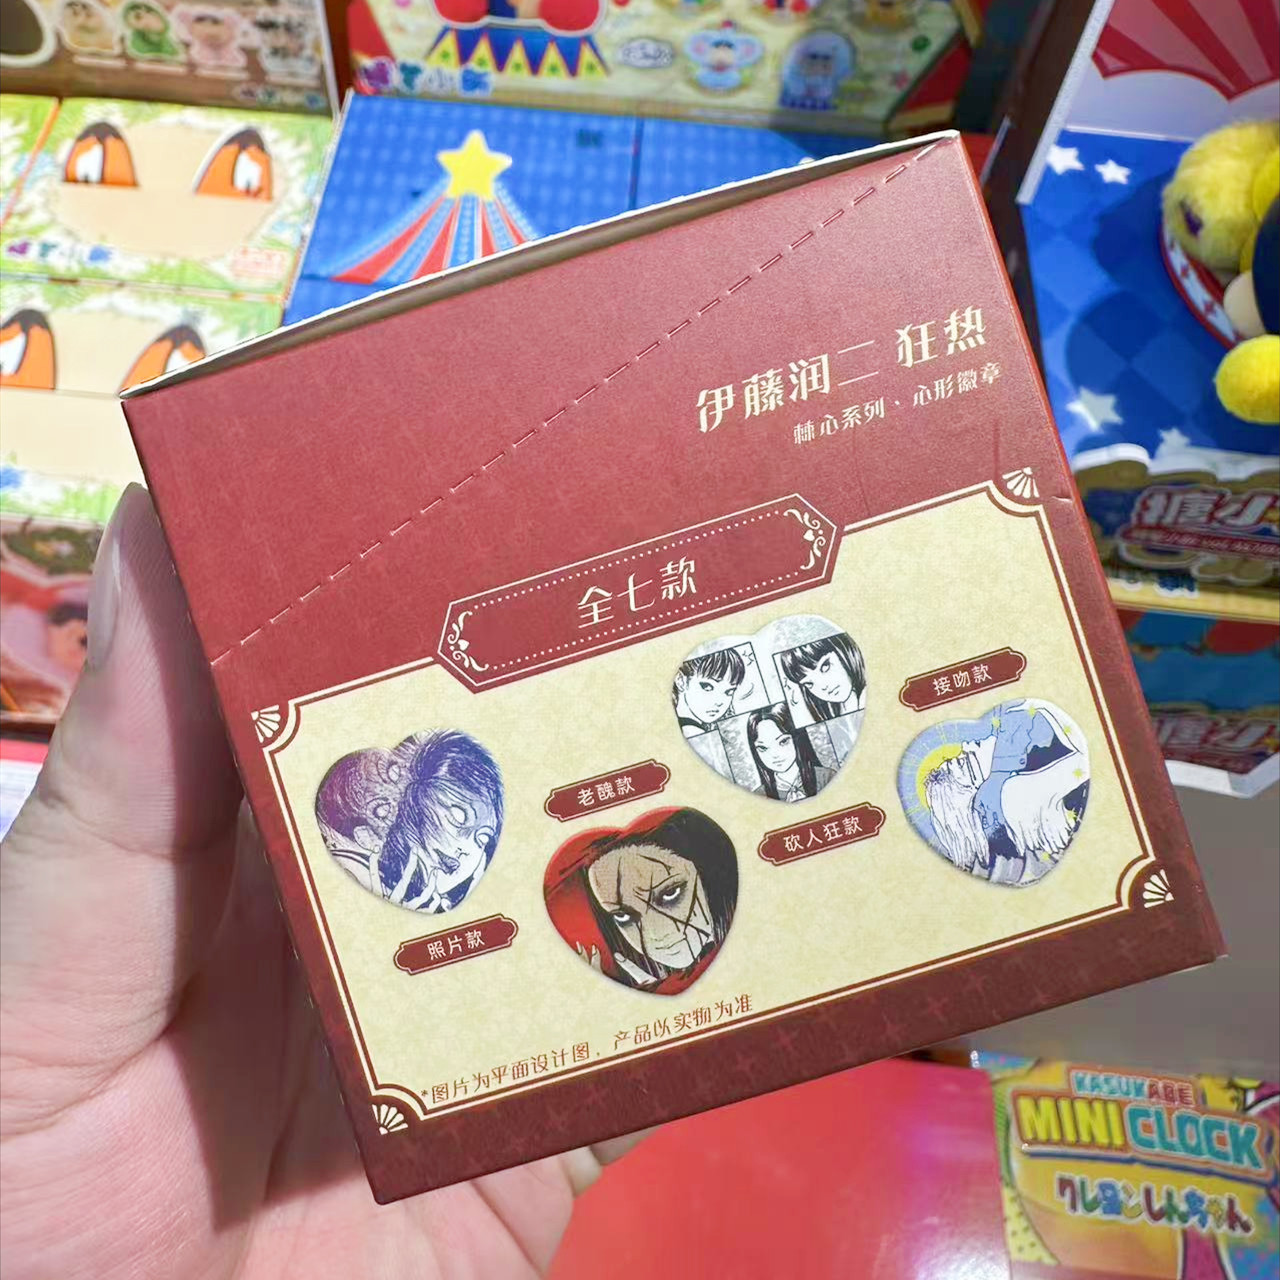 伊藤润二 狂热
棘心系列·心形徽章
全七款
接吻款
老醜款
砍人狂款
照片款
*图片为平面设计图，产品以实物为准
KASUKABE
MINI CLOCK
クレヨンしんちゃん